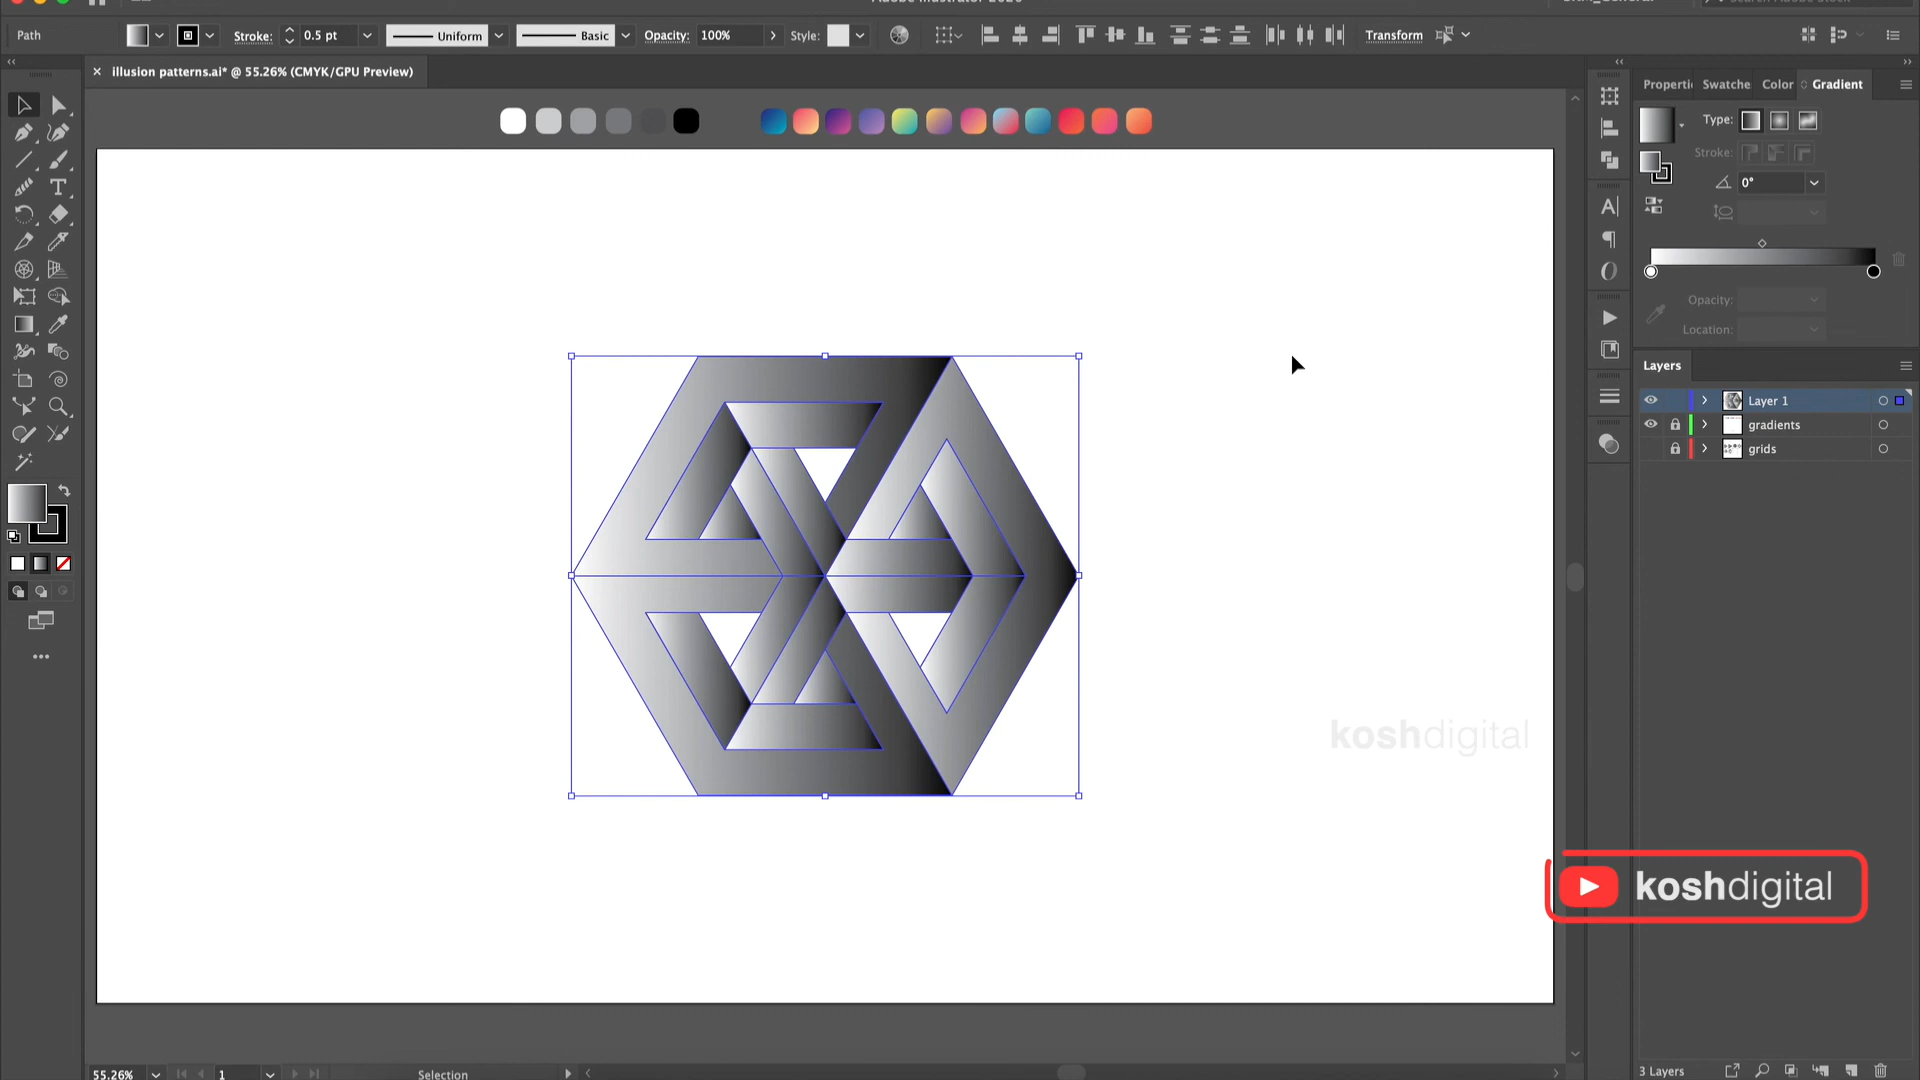 Path
Stroke:
0.5 pt
Uniform
Basic
Opacity:
100%
Style:
Transform
illusion patterns.ai* @ 55.26% (CMYK/GPU Preview)
Properti
Swatche
Color
Gradient
Type:
Stroke:
0°
Opacity:
Location:
Layers
Layer 1
gradients
grids
koshdigital
koshdigital
55.26%
1
Selection
3 Layers